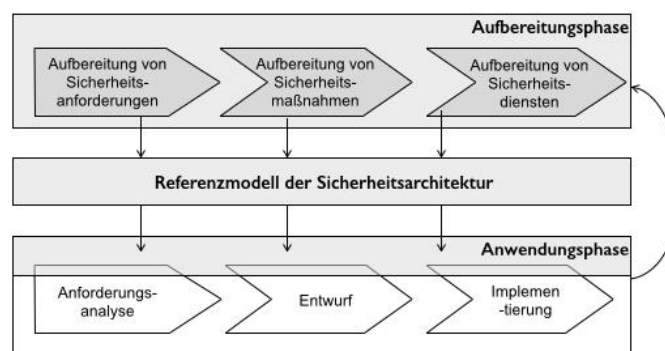 Aufbereitungsphase
Aufbereitung von
Sicherheits-
anforderungen
Aufbereitung von
Sicherheits-
maßnahmen
Aufbereitung von
Sicherheits-
diensten
Referenzmodell der Sicherheitsarchitektur
Anwendungsphase
Anforderungs-
analyse
Entwurf
Implemen
-tierung